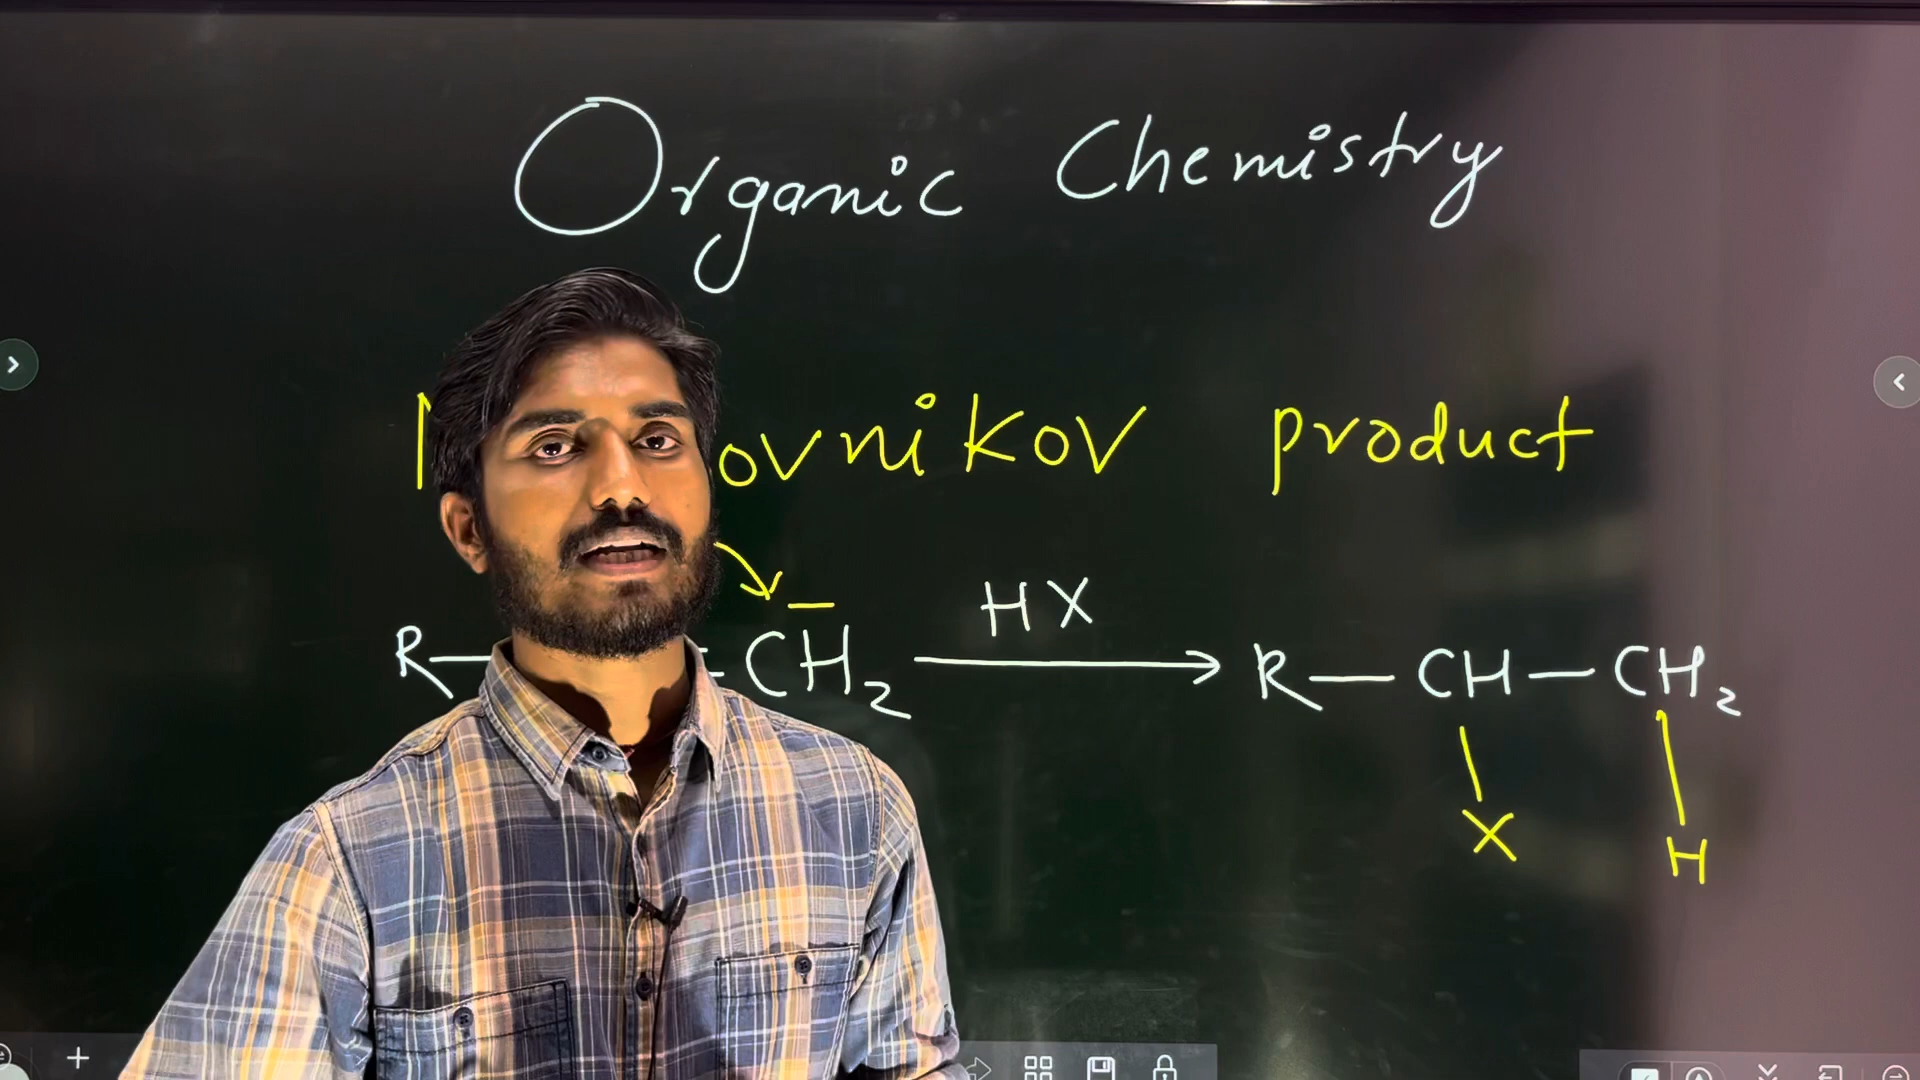 Organic Chemistry
ovnikov product
HX
R— =CH₂ → R—CH—CH₂
X H